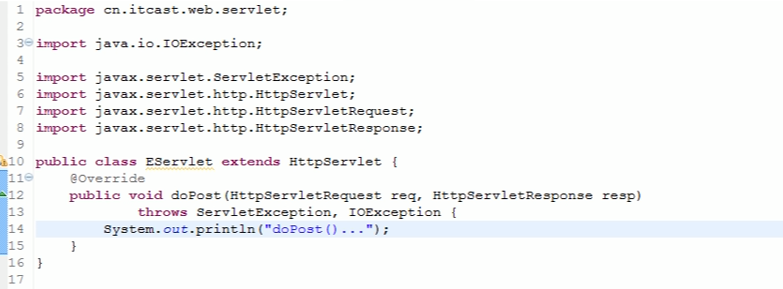 1 package cn.itcast.web.servlet;
2
3 import java.io.IOException;
4
5 import javax.servlet.ServletException;
6 import javax.servlet.http.HttpServlet;
7 import javax.servlet.http.HttpServletRequest;
8 import javax.servlet.http.HttpServletResponse;
9
10 public class EServlet extends HttpServlet {
11     @Override
12     public void doPost(HttpServletRequest req, HttpServletResponse resp)
13             throws ServletException, IOException {
14         System.out.println("doPost()...");
15     }
16 }
17